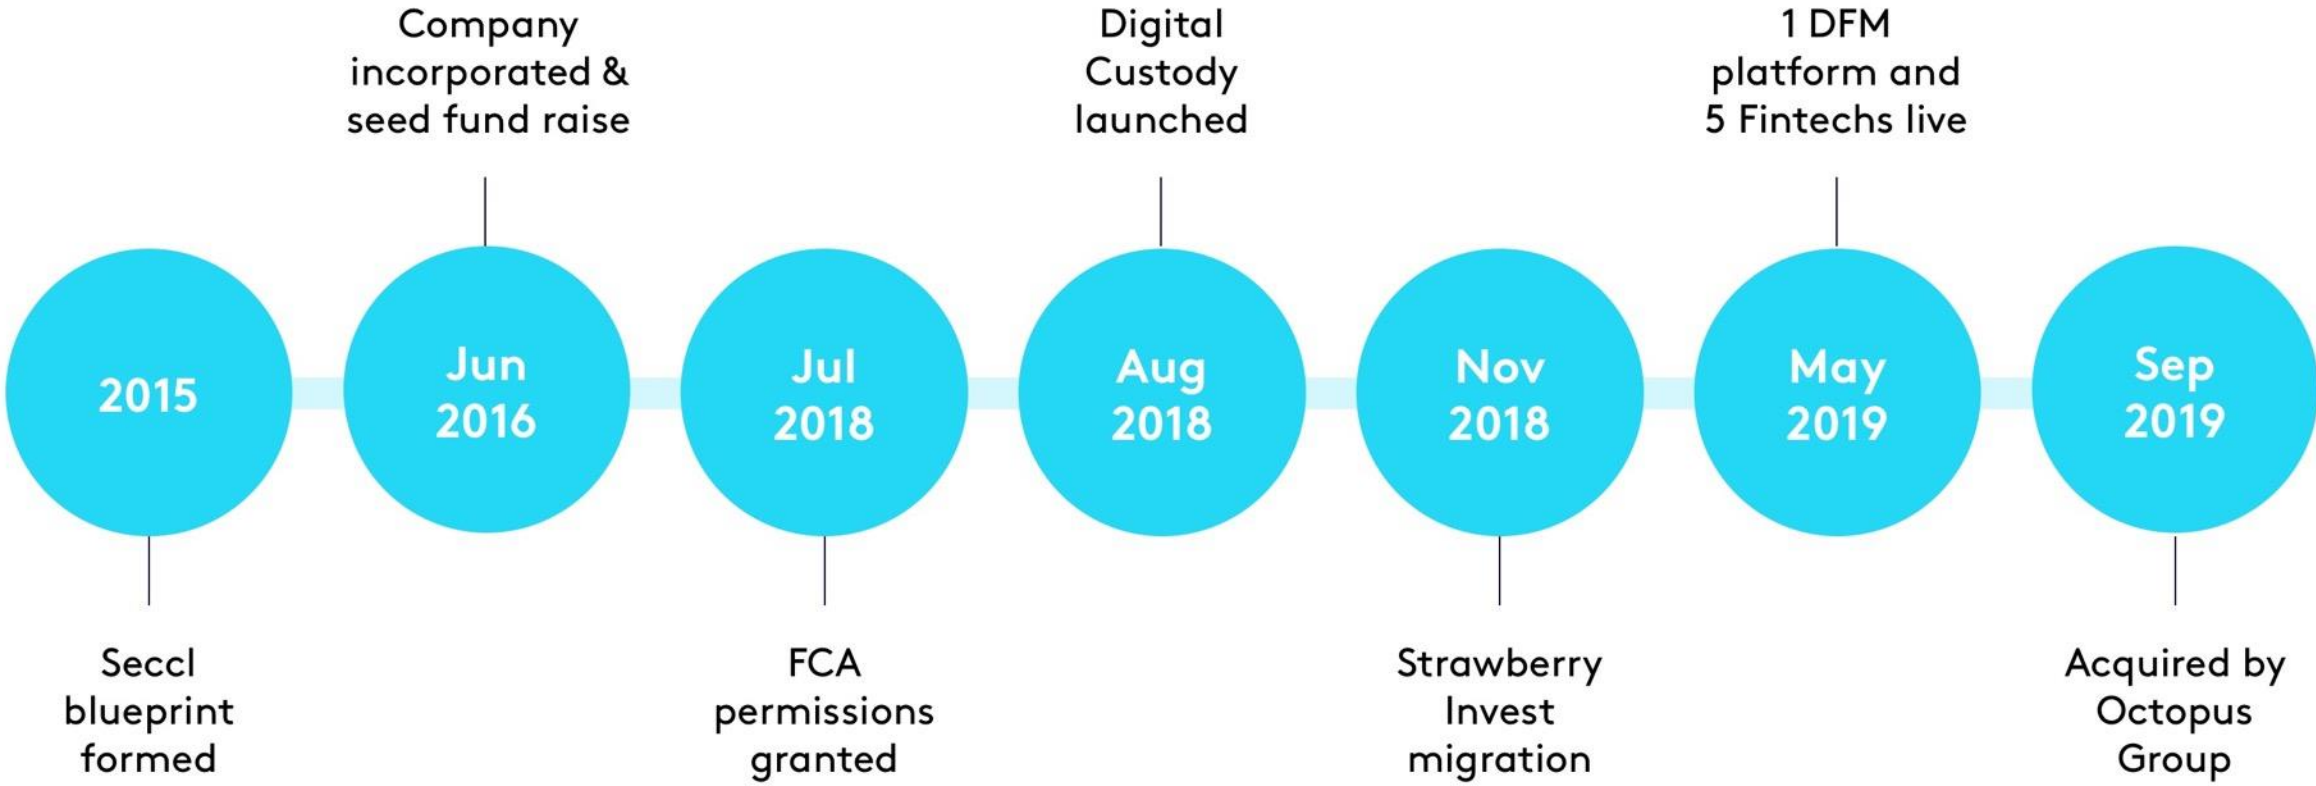 Company
incorporated &
seed fund raise
Digital
Custody
launched
1 DFM
platform and
5 Fintechs live
2015
Jun
2016
Jul
2018
Aug
2018
Nov
2018
May
2019
Sep
2019
Seccl
blueprint
formed
FCA
permissions
granted
Strawberry
Invest
migration
Acquired by
Octopus
Group